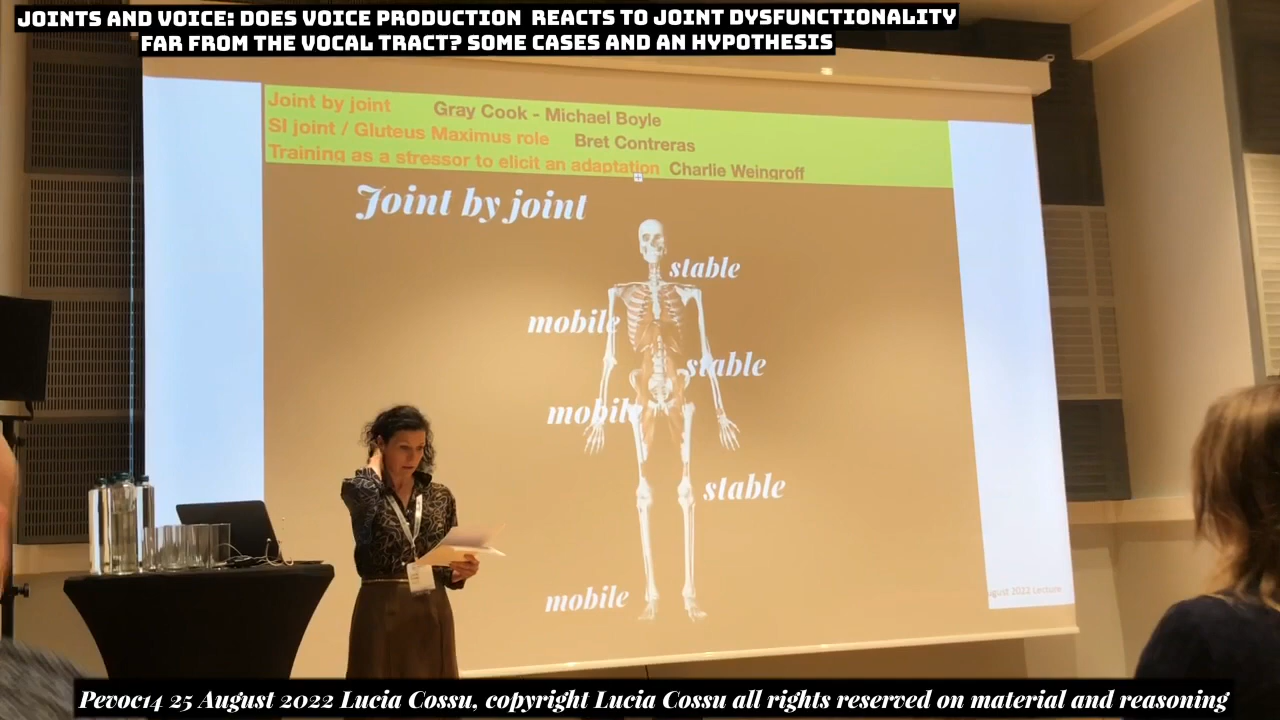 JOINTS AND VOICE: DOES VOICE PRODUCTION REACTS TO JOINT DYSFUNCTIONALITY
FAR FROM THE VOCAL TRACT? SOME CASES AND AN HYPOTHESIS
Joint by joint Gray Cook - Michael Boyle
SI joint / Gluteus Maximus role Bret Contreras
Training as a stressor to elicit an adaptation Charlie Weingroff
Joint by joint
stable
mobile
stable
mobile
stable
mobile
2022 Lecture
Pevoc14 25 August 2022 Lucia Cossu, copyright Lucia Cossu all rights reserved on material and reasoning